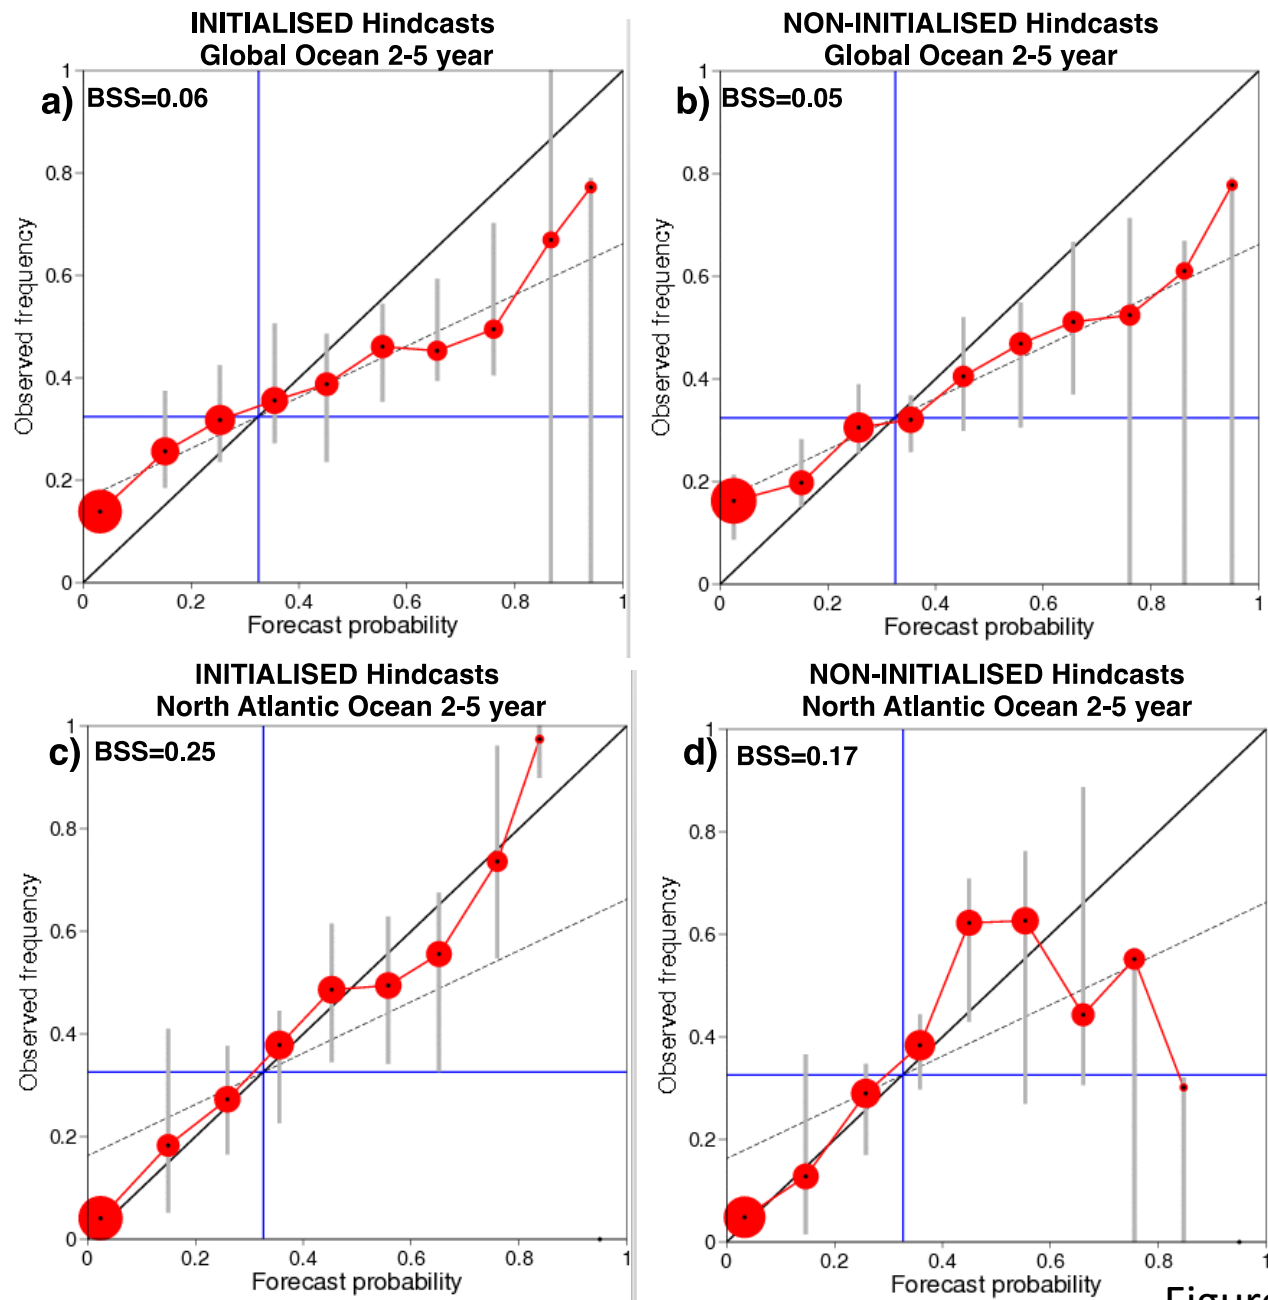 INITIALISED Hindcasts
Global Ocean 2-5 year
a) BSS=0.06
Observed frequency
1
0.8
0.6
0.4
0.2
0
0 0.2 0.4 0.6 0.8 1
Forecast probability
NON-INITIALISED Hindcasts
Global Ocean 2-5 year
b) BSS=0.05
Observed frequency
1
0.8
0.6
0.4
0.2
0
0 0.2 0.4 0.6 0.8 1
Forecast probability
INITIALISED Hindcasts
North Atlantic Ocean 2-5 year
c) BSS=0.25
Observed frequency
1
0.8
0.6
0.4
0.2
0
0 0.2 0.4 0.6 0.8 1
Forecast probability
NON-INITIALISED Hindcasts
North Atlantic Ocean 2-5 year
d) BSS=0.17
Observed frequency
1
0.8
0.6
0.4
0.2
0
0 0.2 0.4 0.6 0.8 1
Forecast probability
Figure